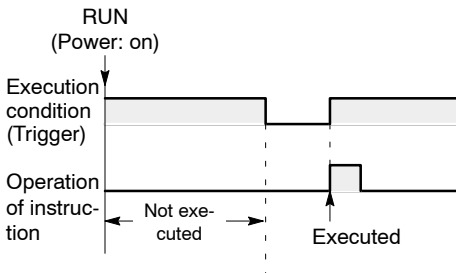 RUN
(Power: on)
Execution
condition
(Trigger)
Operation
of instruc-
tion
Not exe-
cuted
Executed